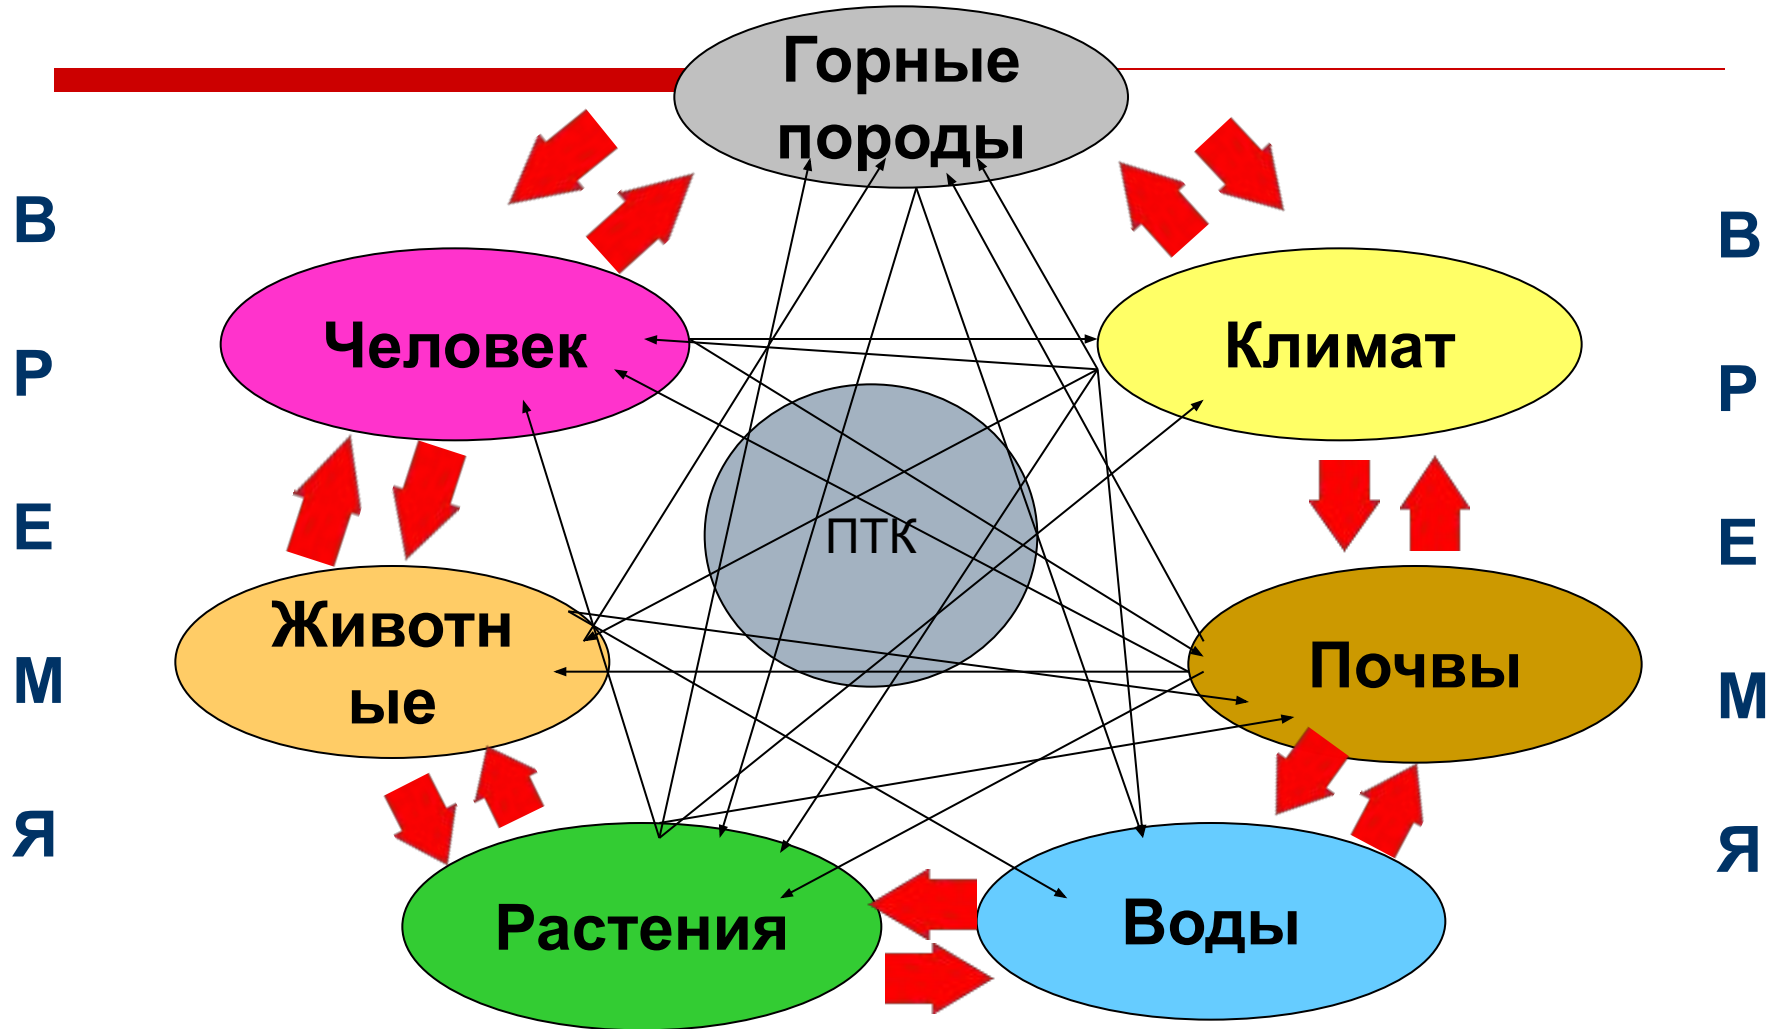 Горные
породы
В
Р
Е
М
Я
Человек
Климат
ПТК
Животн
ые
Почвы
Растения
Воды
В
Р
Е
М
Я